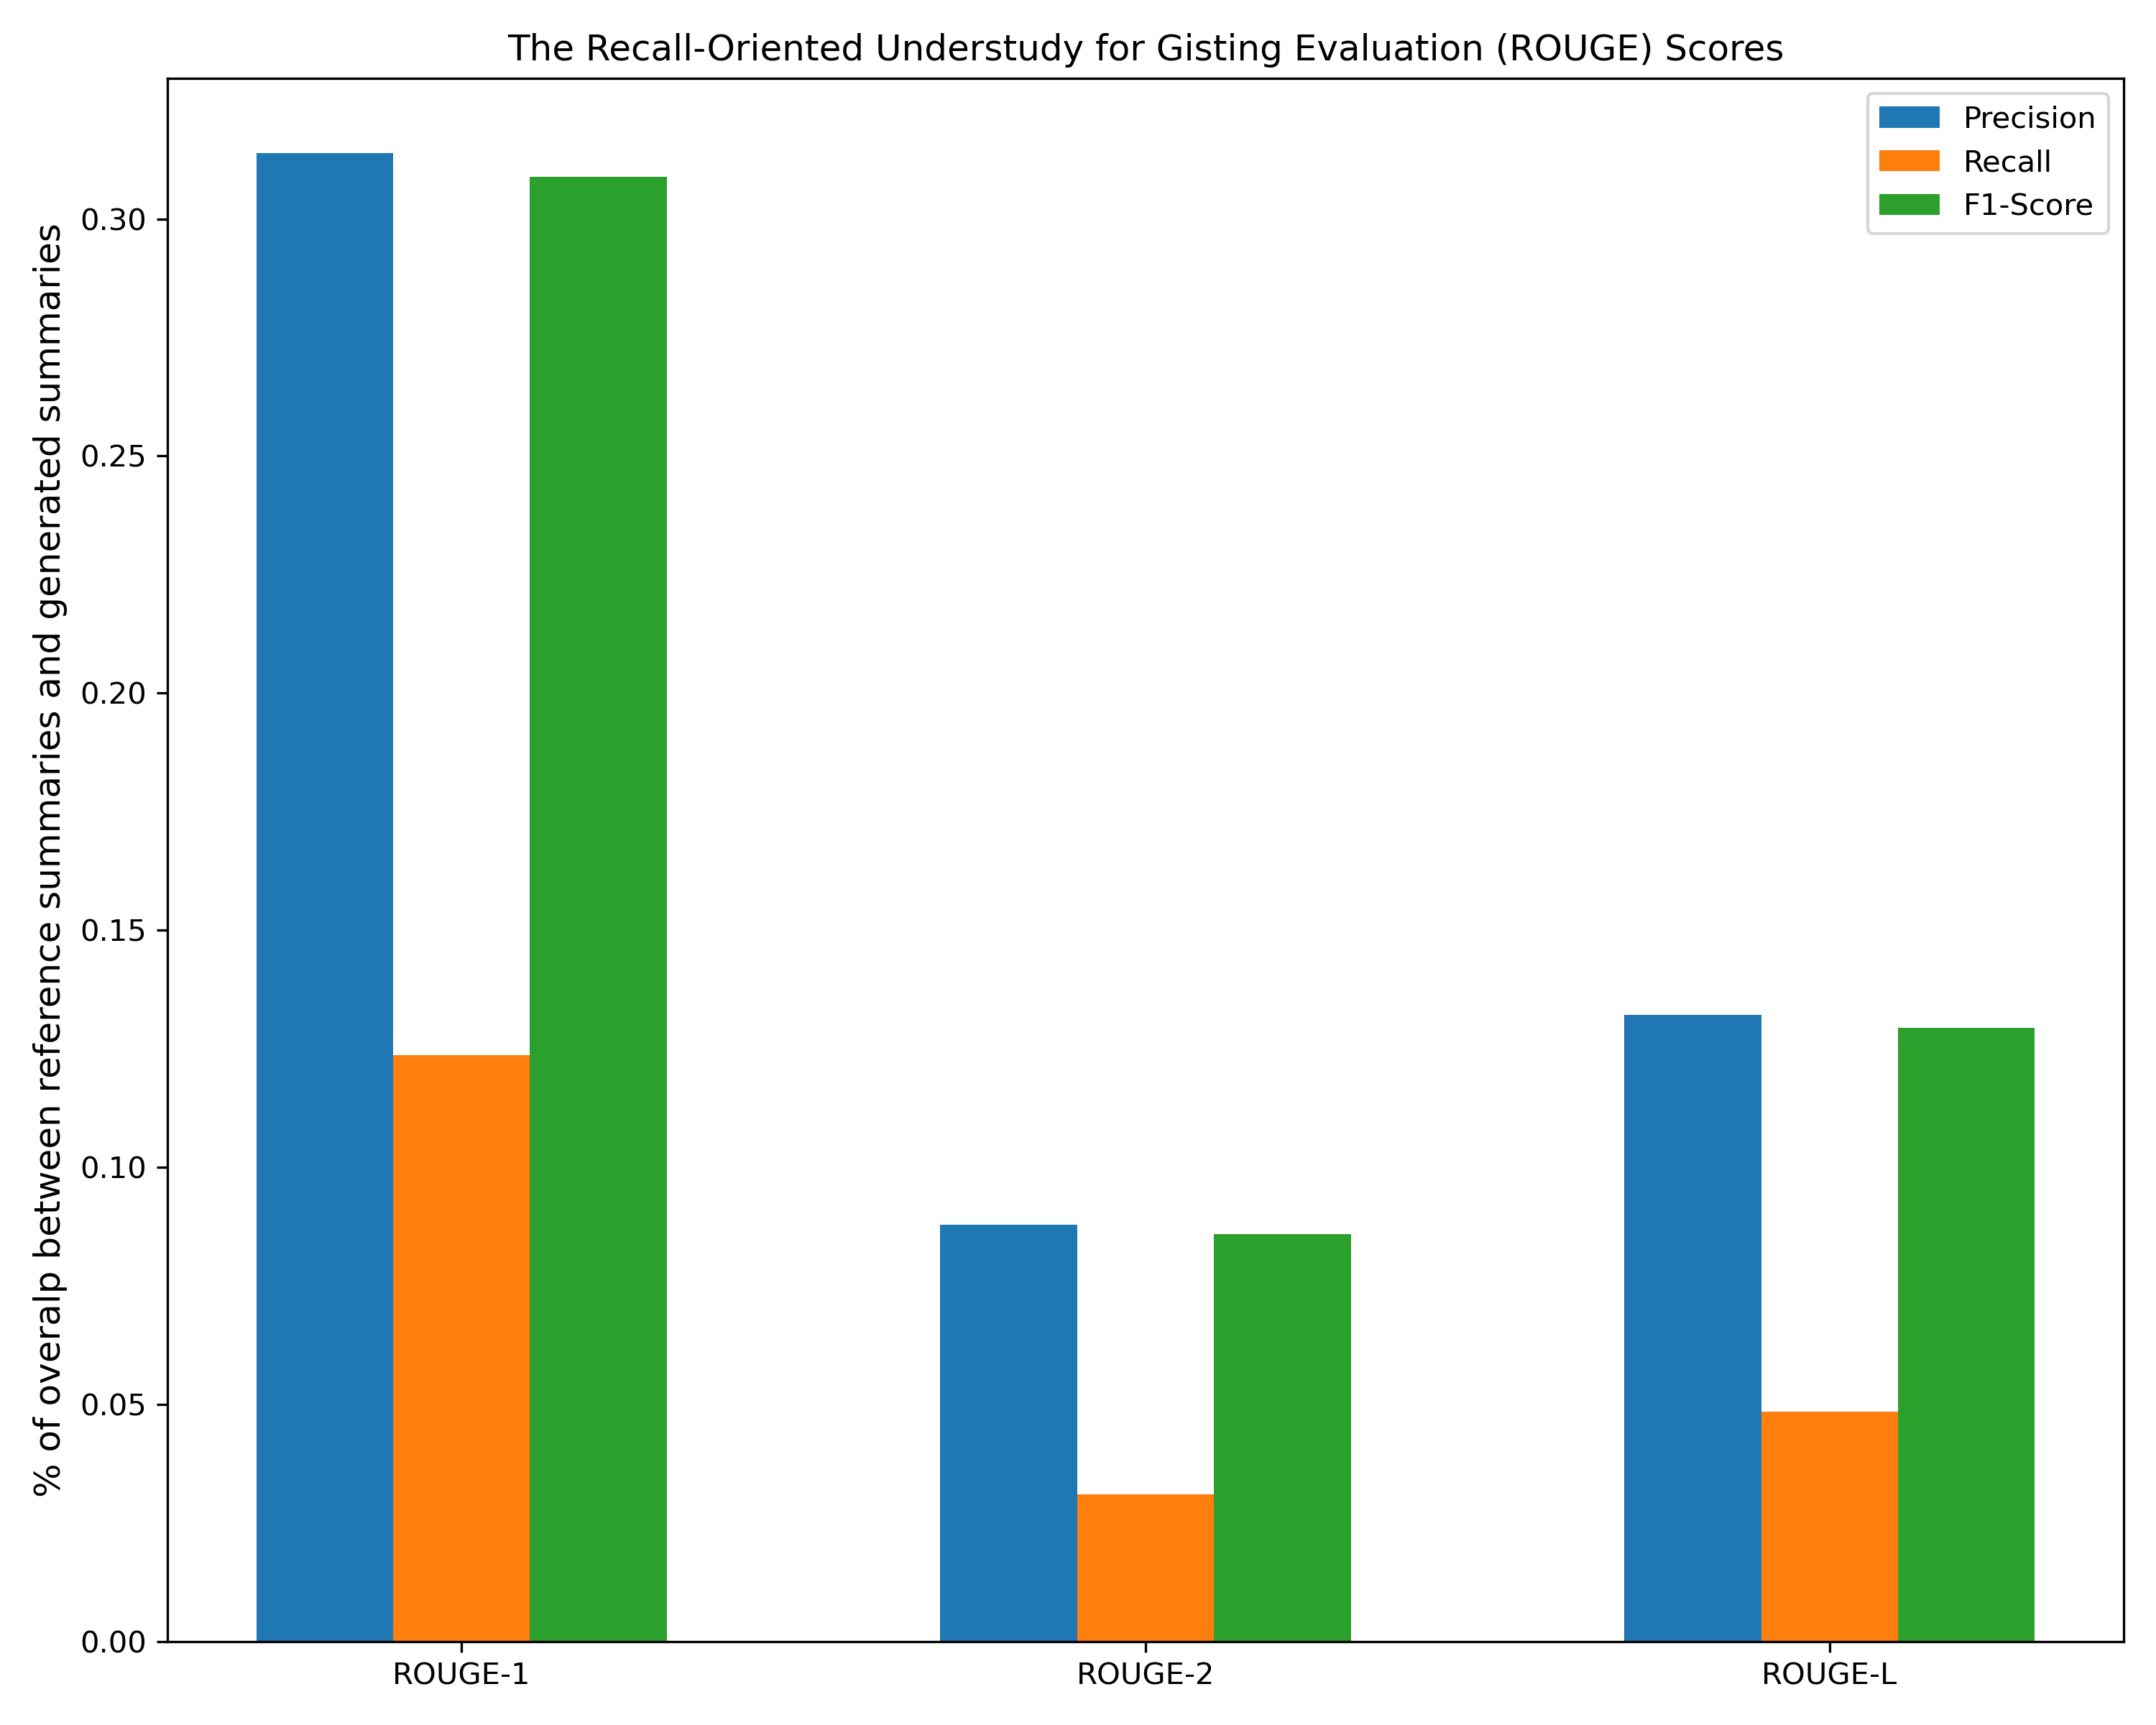 The Recall-Oriented Understudy for Gisting Evaluation (ROUGE) Scores
Precision
Recall
F1-Score
% of overalp between reference summaries and generated summaries
0.30
0.25
0.20
0.15
0.10
0.05
0.00
ROUGE-1
ROUGE-2
ROUGE-L